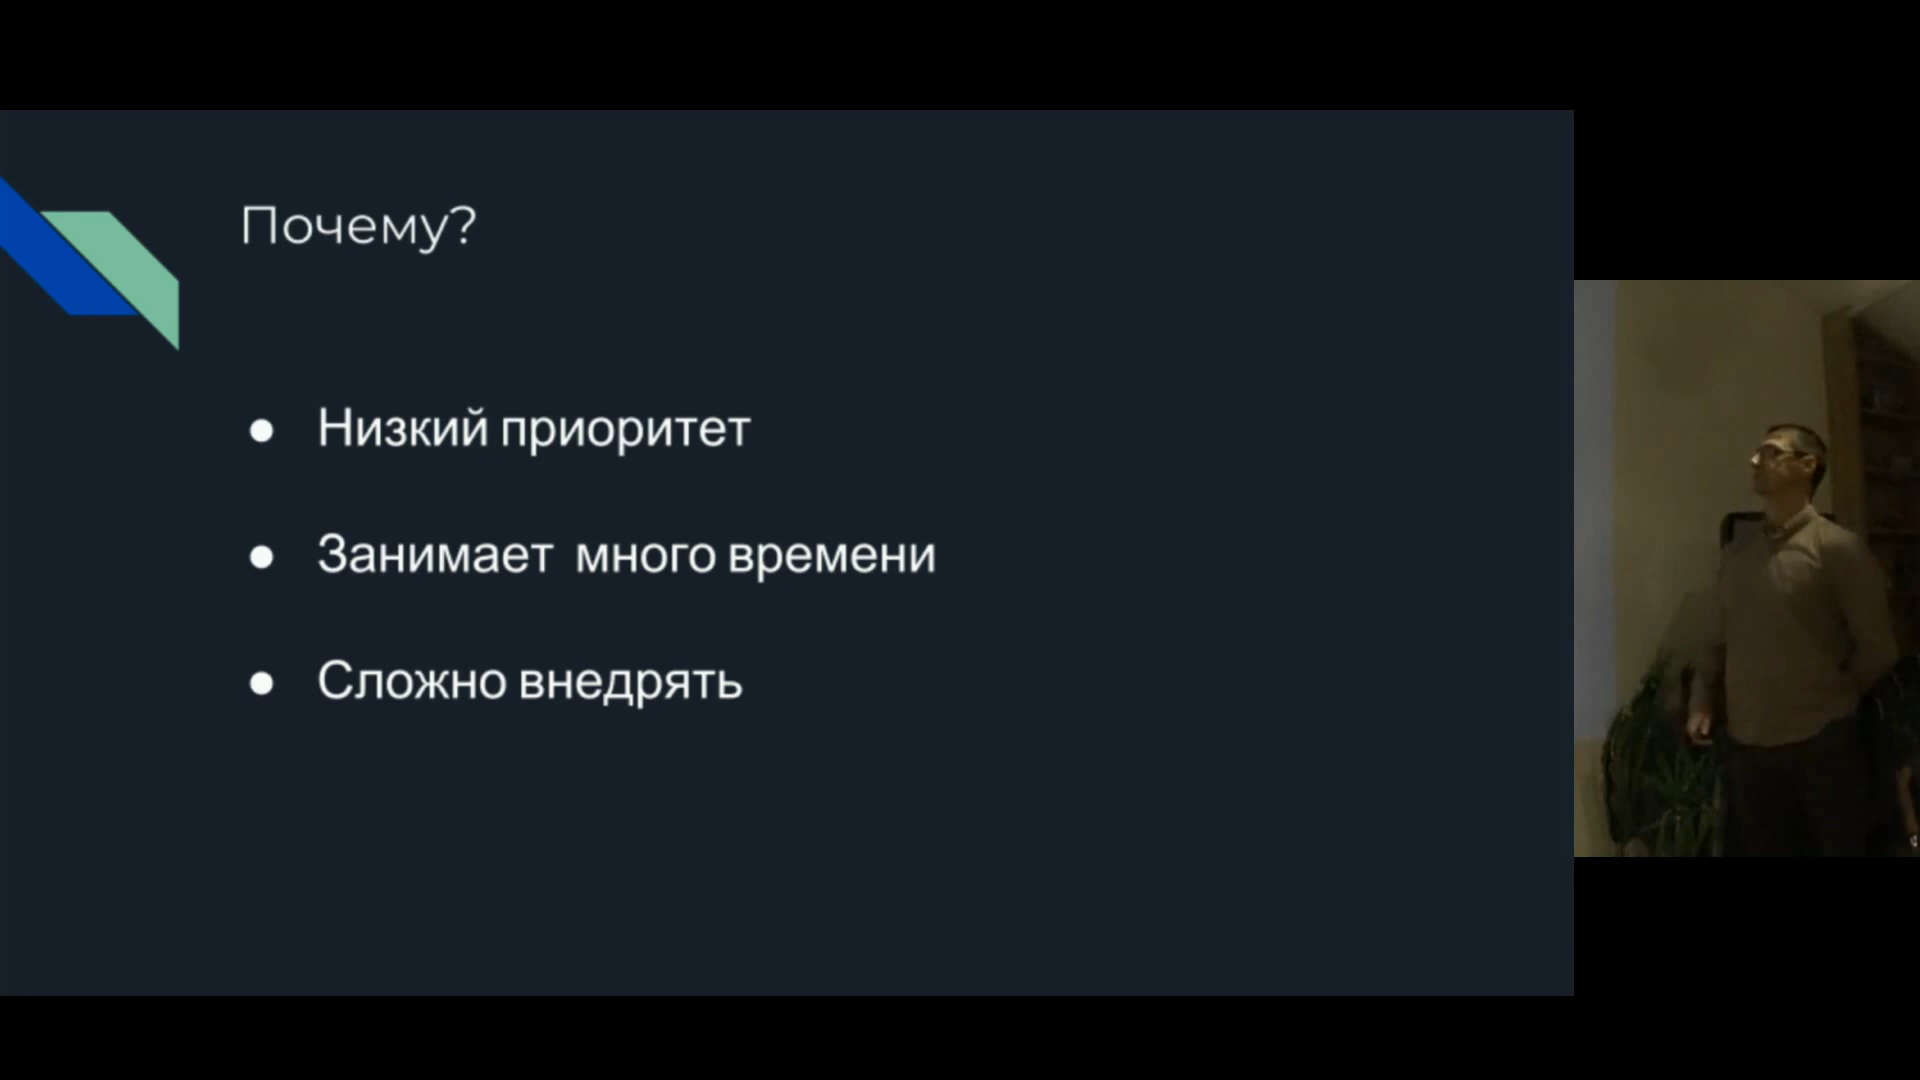 Почему?
Низкий приоритет
Занимает много времени
Сложно внедрять